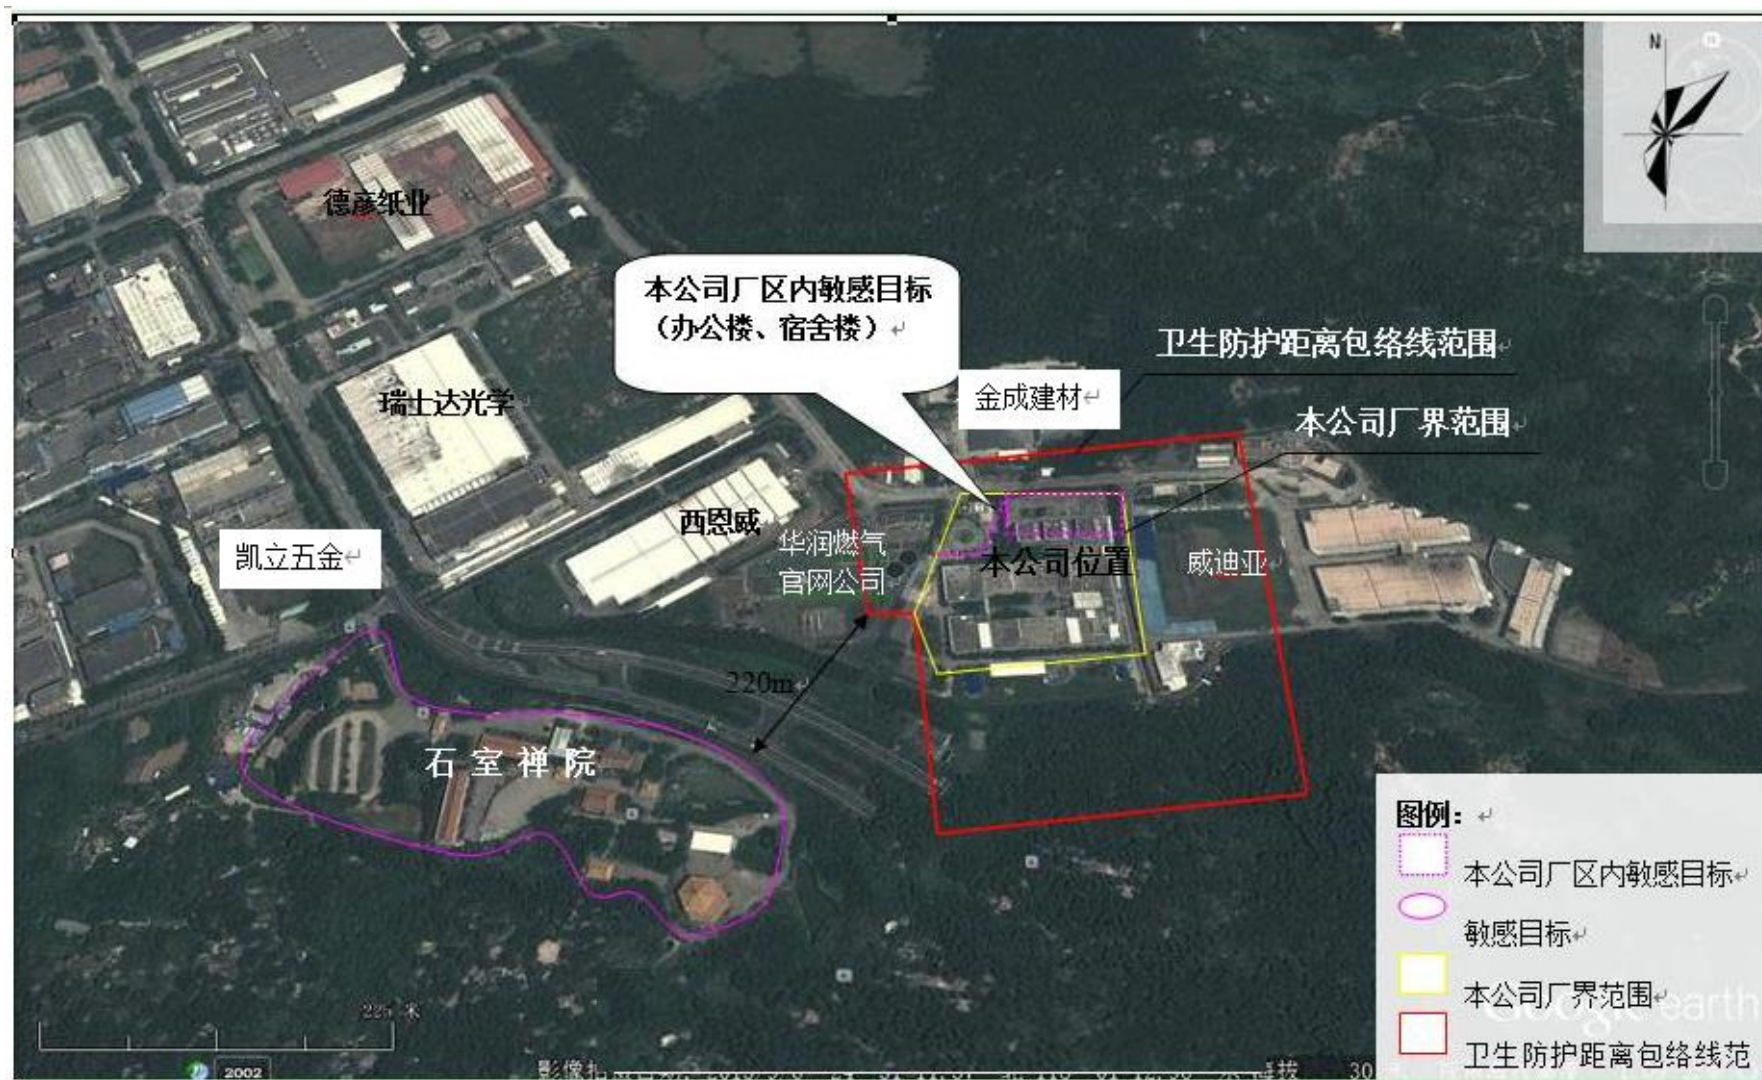 N
德彦纸业
本公司厂区内敏感目标
（办公楼、宿舍楼）
卫生防护距离包络线范围
金成建材
本公司厂界范围
瑞士达光学
西恩威
华润燃气
官网公司
本公司位置
威迪亚
凯立五金
220m
石室禅院
图例：
本公司厂区内敏感目标
敏感目标
本公司厂界范围
Google earth
卫生防护距离包络线范
225 米
2002